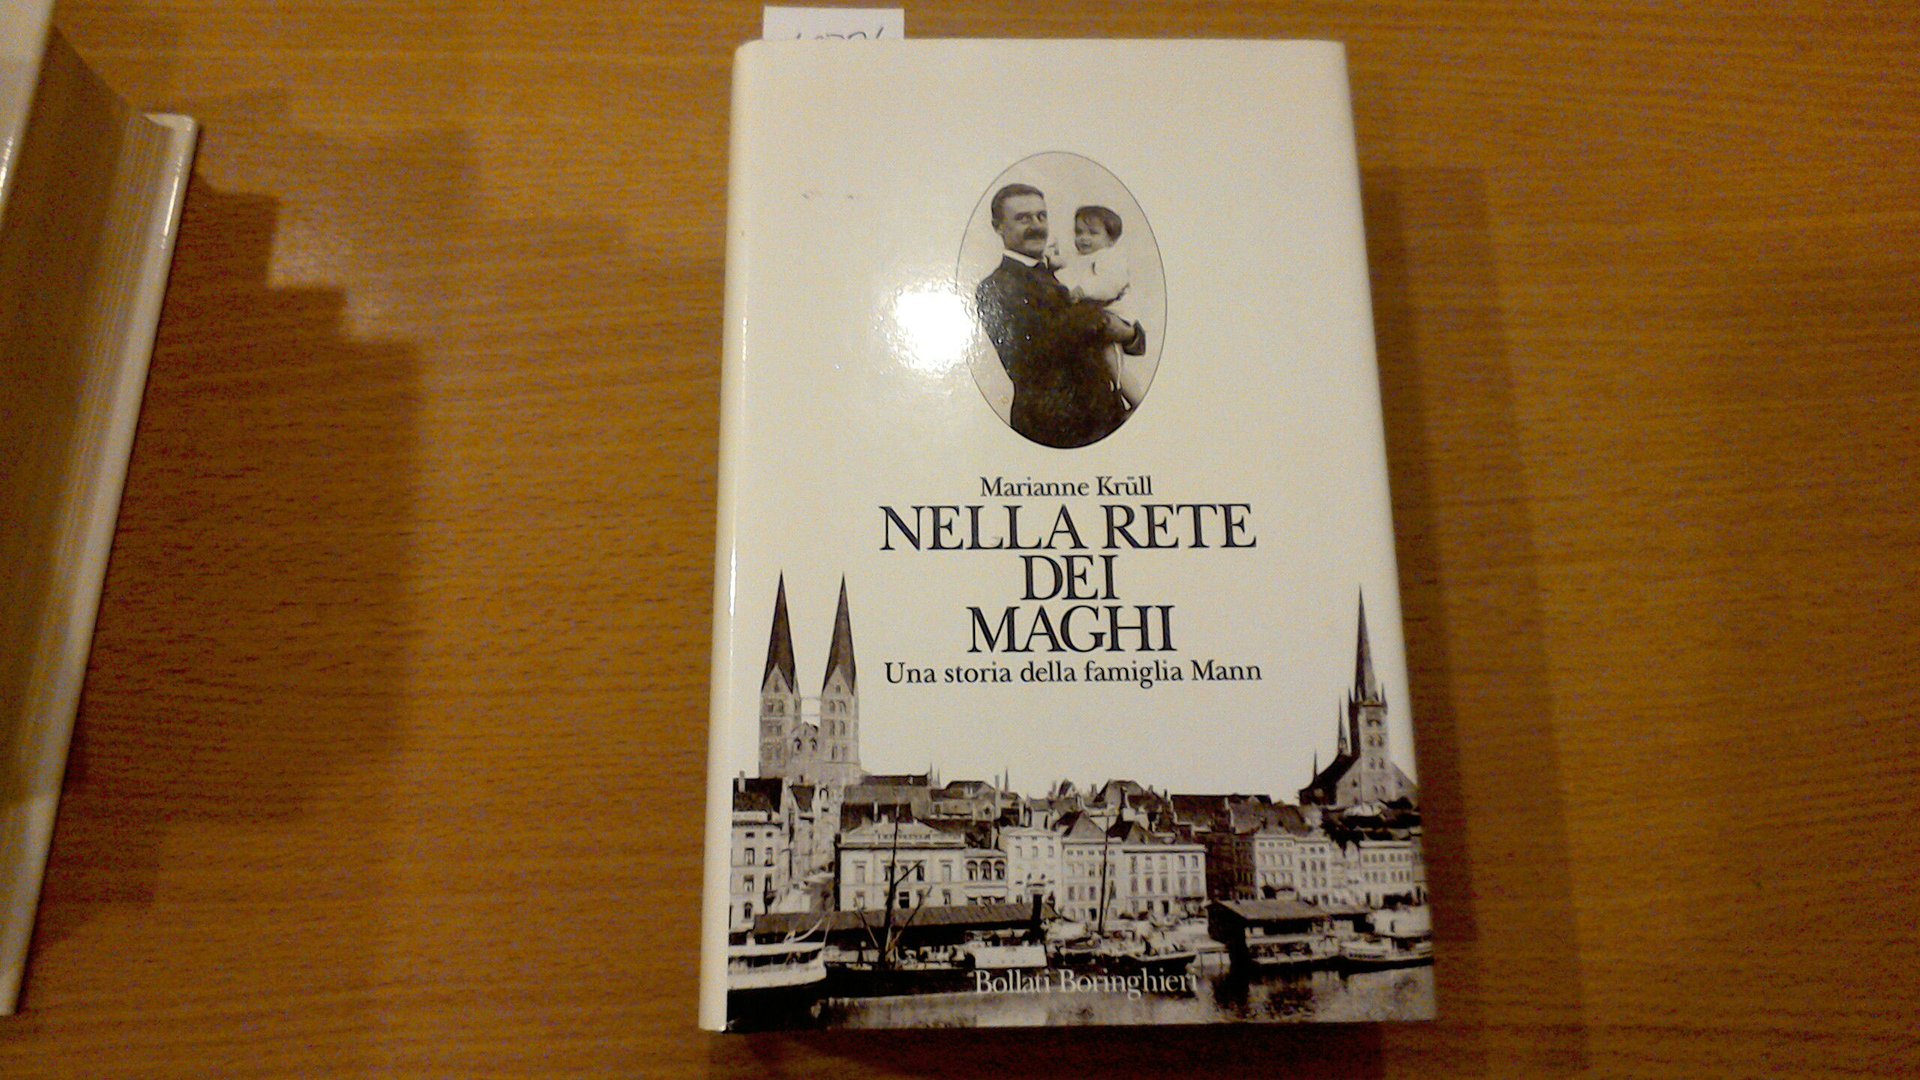 Marianne Krüll
NELLA RETE
DEI
MAGHI
Una storia della famiglia Mann
Bollati Boringhieri